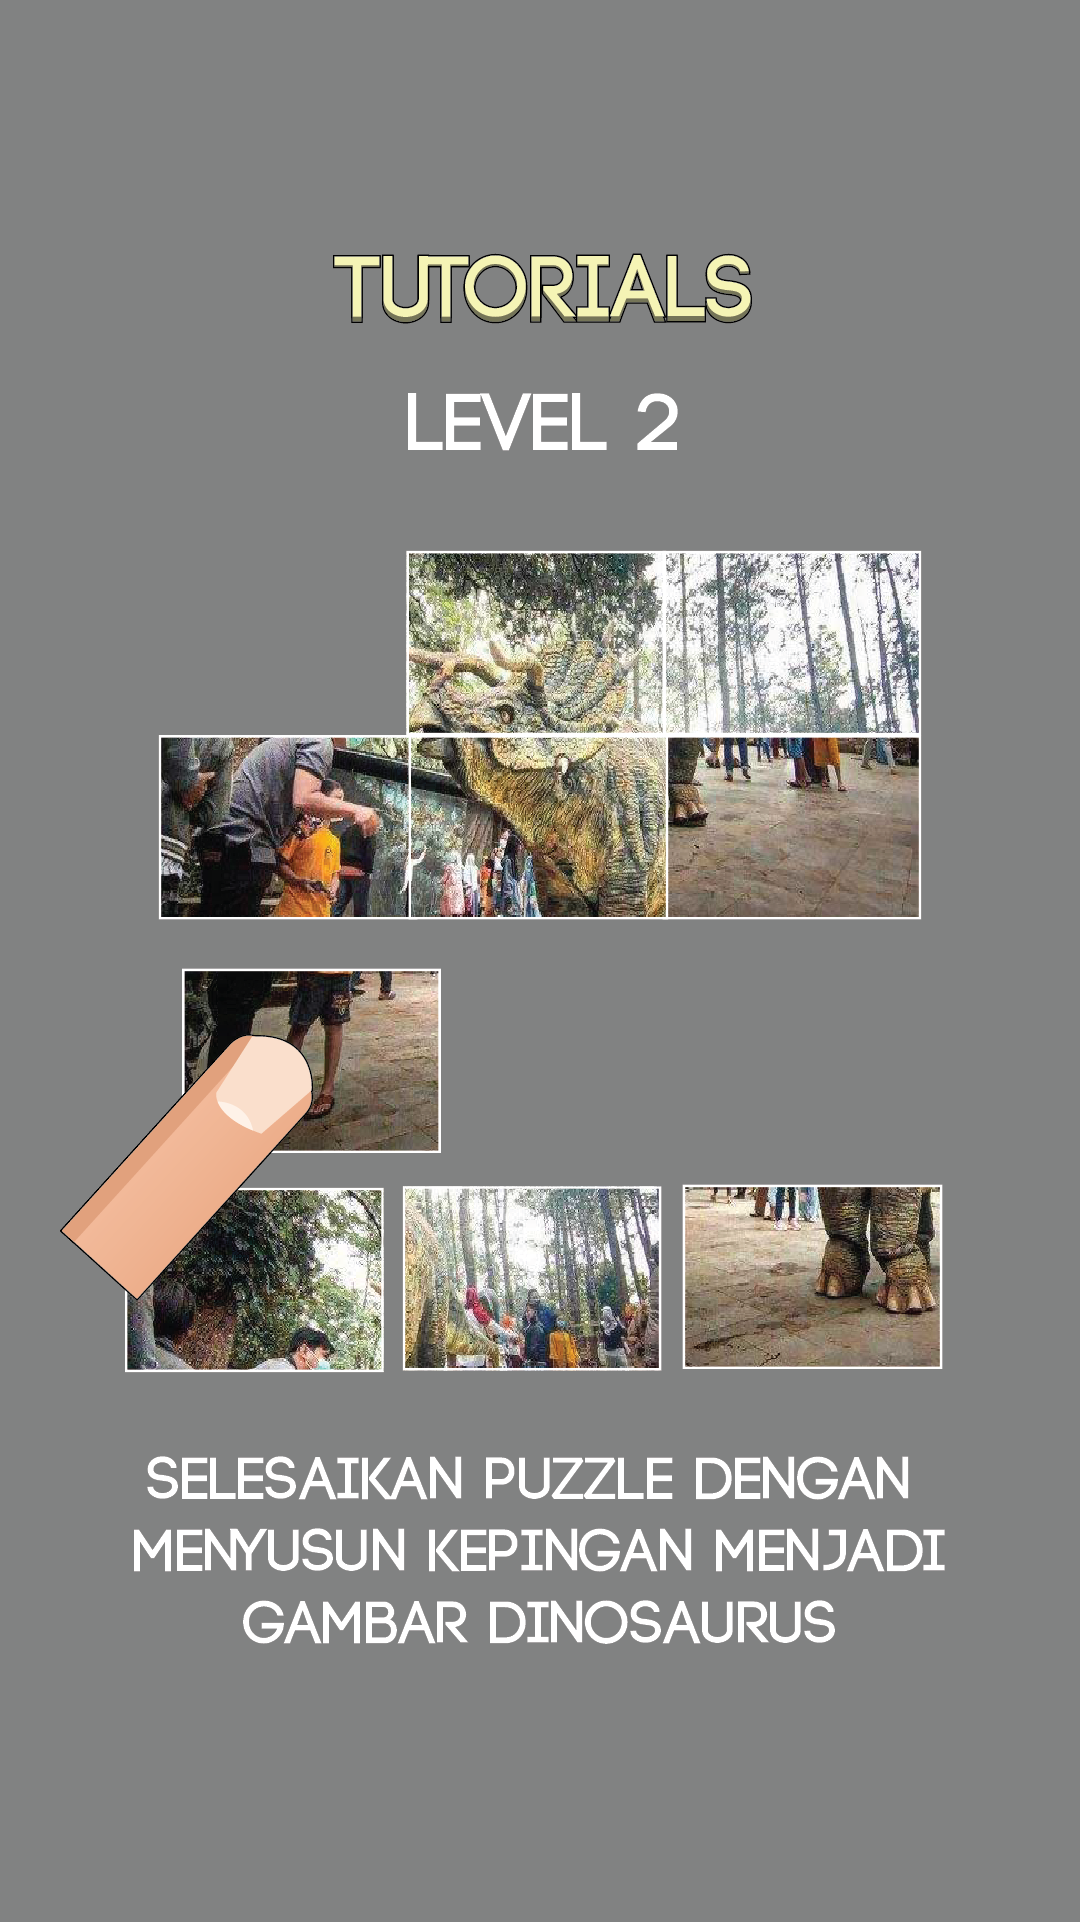 TUTORIALS
LEVEL 2
SELESAIKAN PUZZLE DENGAN
MENYUSUN KEPINGAN MENJADI
GAMBAR DINOSAURUS